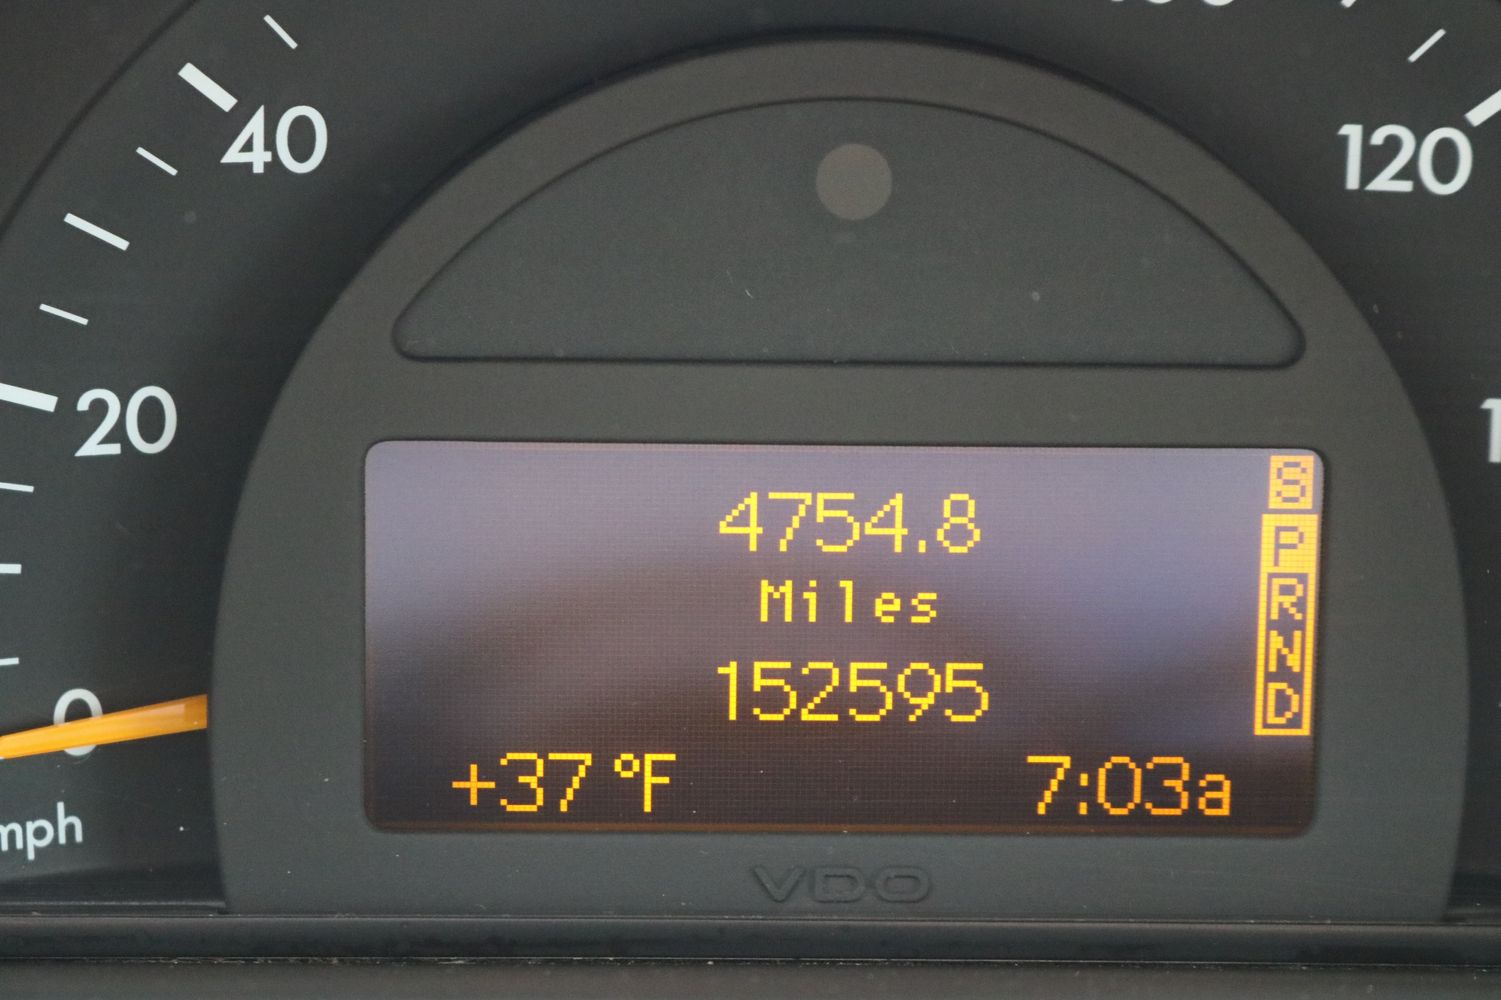 40
120
20
4754.8
Miles
152595
+37 °F
7:03a
S
P
R
N
D
0
mph
VDO